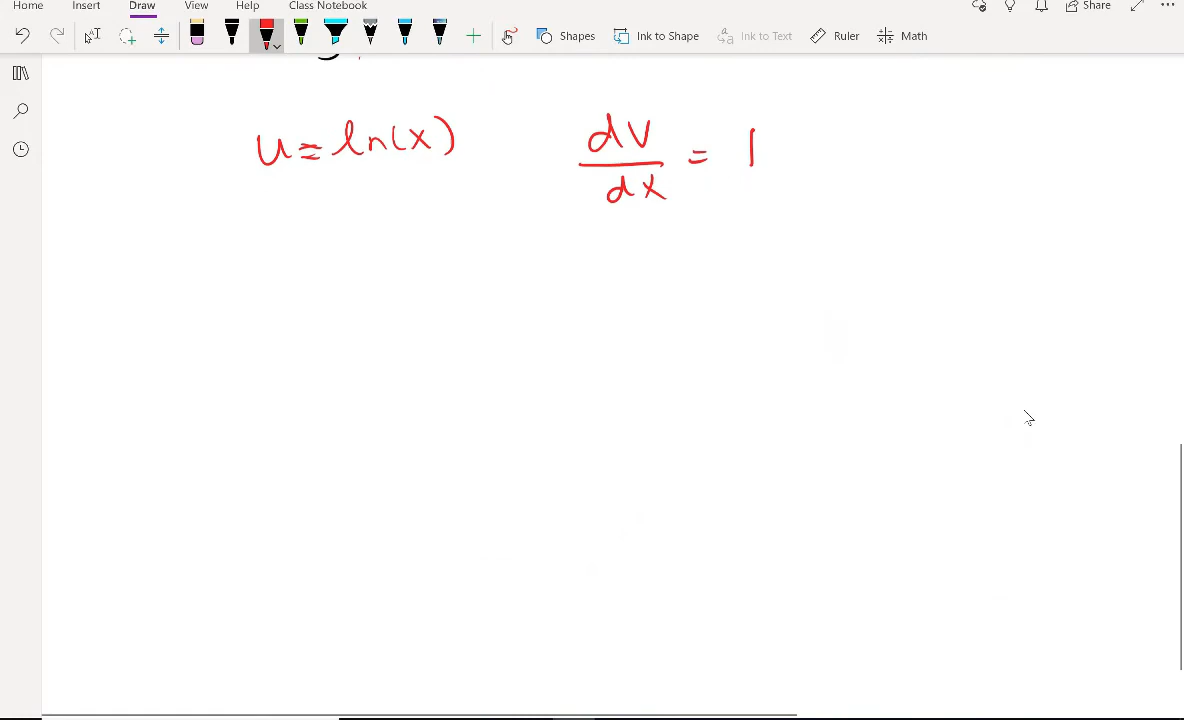 Home Insert Draw View Help Class Notebook Share
Shapes Ink to Shape Ink to Text Ruler Math
u = ln(x) dv/dx = 1